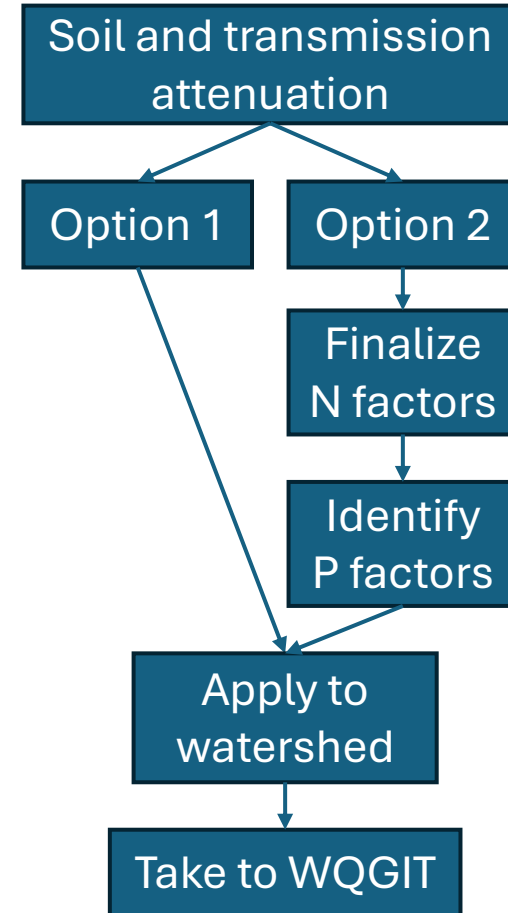 Soil and transmission
attenuation
Option 1
Option 2
Finalize
N factors
Identify
P factors
Apply to
watershed
Take to WQGIT